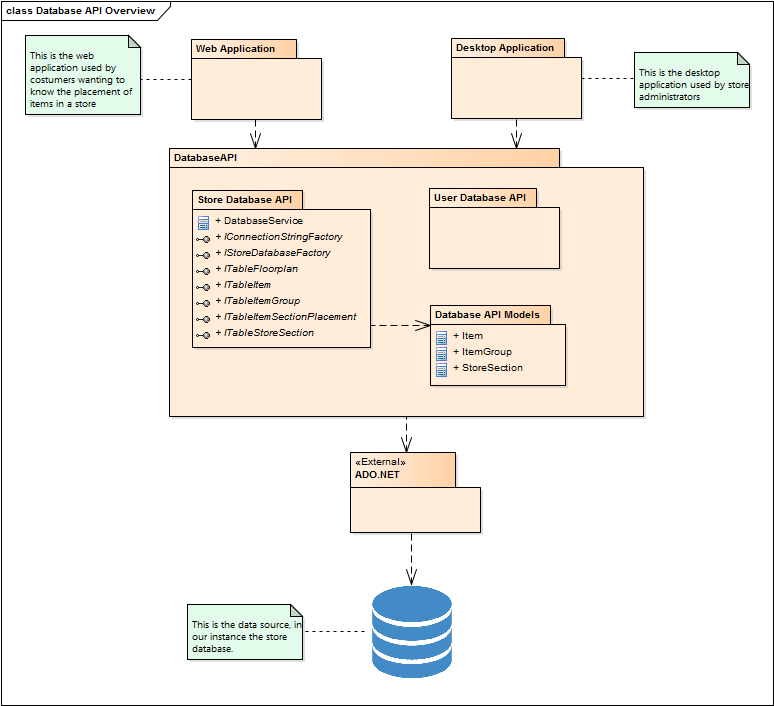 class Database API Overview
This is the web
application used by
costumers wanting to
know the placement of
items in a store
Web Application
Desktop Application
This is the desktop
application used by store
administrators
DatabaseAPI
Store Database API
+ DatabaseService
+ IConnectionStringFactory
+ IStoreDatabaseFactory
+ ITableFloorplan
+ ITableItem
+ ITableItemGroup
+ ITableItemSectionPlacement
+ ITableStoreSection
User Database API
Database API Models
+ Item
+ ItemGroup
+ StoreSection
«External»
ADO.NET
This is the data source, in
our instance the store
database.